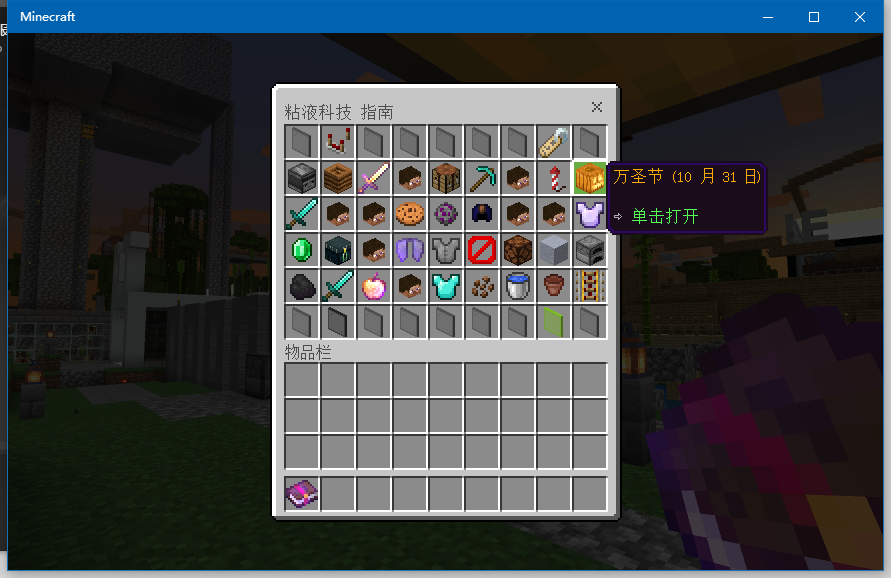 Minecraft
粘液科技 指南
万圣节 (10 月 31 日)
⇨ 单击打开
物品栏